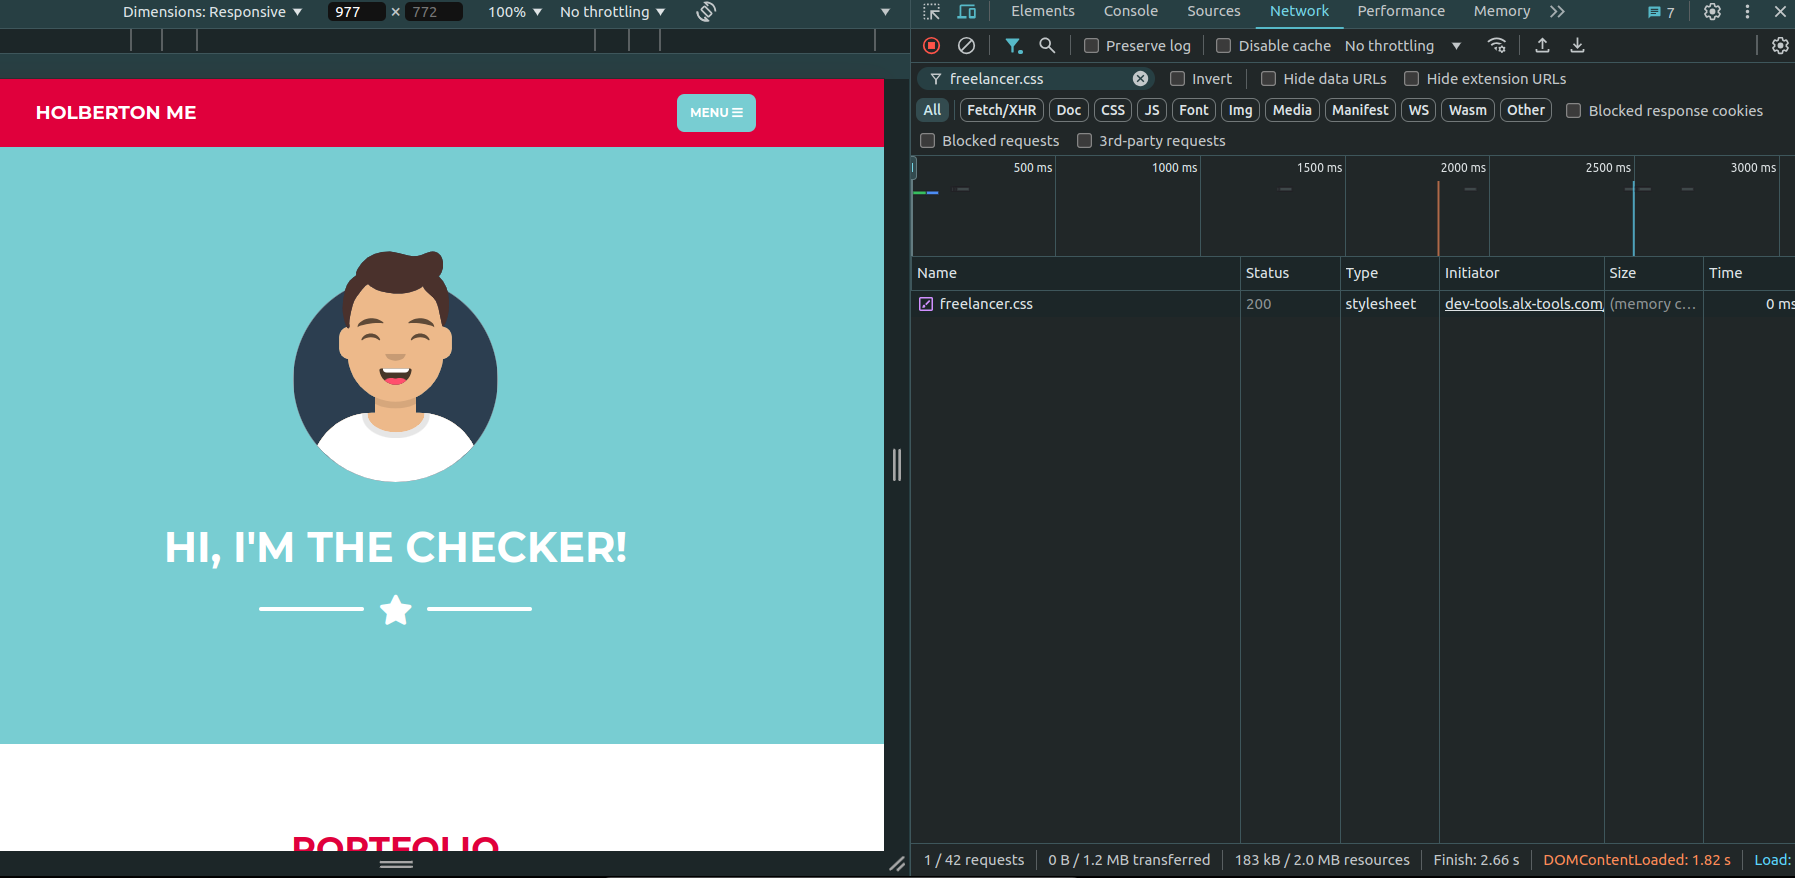 Dimensions: Responsive ▼ 977 × 772 100% ▼ No throttling ▼
Elements Console Sources Network Performance Memory 7
Preserve log Disable cache No throttling ▼
freelancer.css Invert Hide data URLs Hide extension URLs
All Fetch/XHR Doc CSS JS Font Img Media Manifest WS Wasm Other Blocked response cookies
Blocked requests 3rd-party requests
500 ms 1000 ms 1500 ms 2000 ms 2500 ms 3000 ms
Name Status Type Initiator Size Time
freelancer.css 200 stylesheet dev-tools.alx-tools.com (memory c... 0 ms
1 / 42 requests 0 B / 1.2 MB transferred 183 kB / 2.0 MB resources Finish: 2.66 s DOMContentLoaded: 1.82 s Load:
HOLBERTON ME MENU
HI, I'M THE CHECKER!
PORTFOLIO